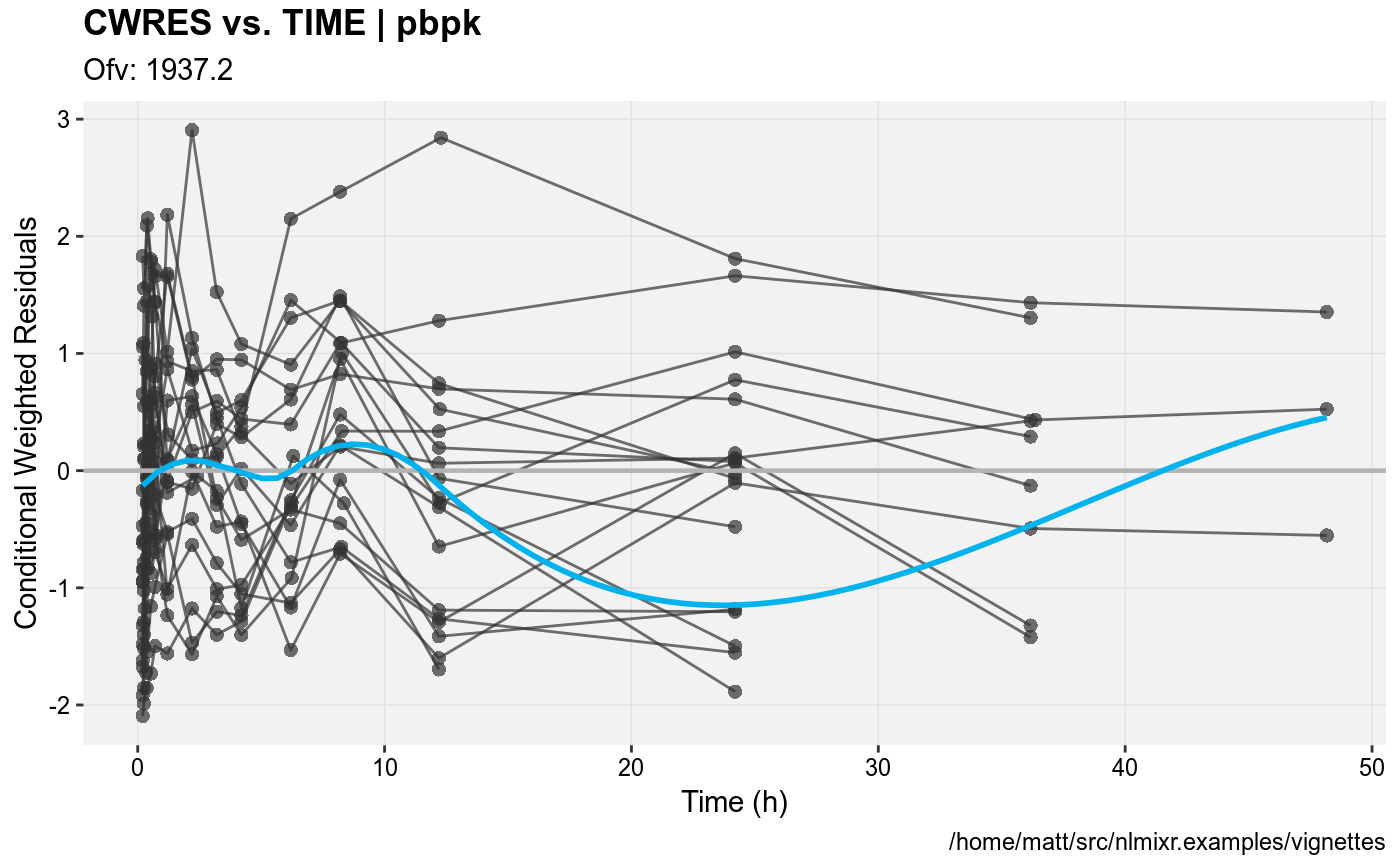 CWRES vs. TIME | pbpk
Ofv: 1937.2
Conditional Weighted Residuals
3
2
1
0
-1
-2
0 10 20 30 40 50
Time (h)
/home/matt/src/nlmixr.examples/vignettes